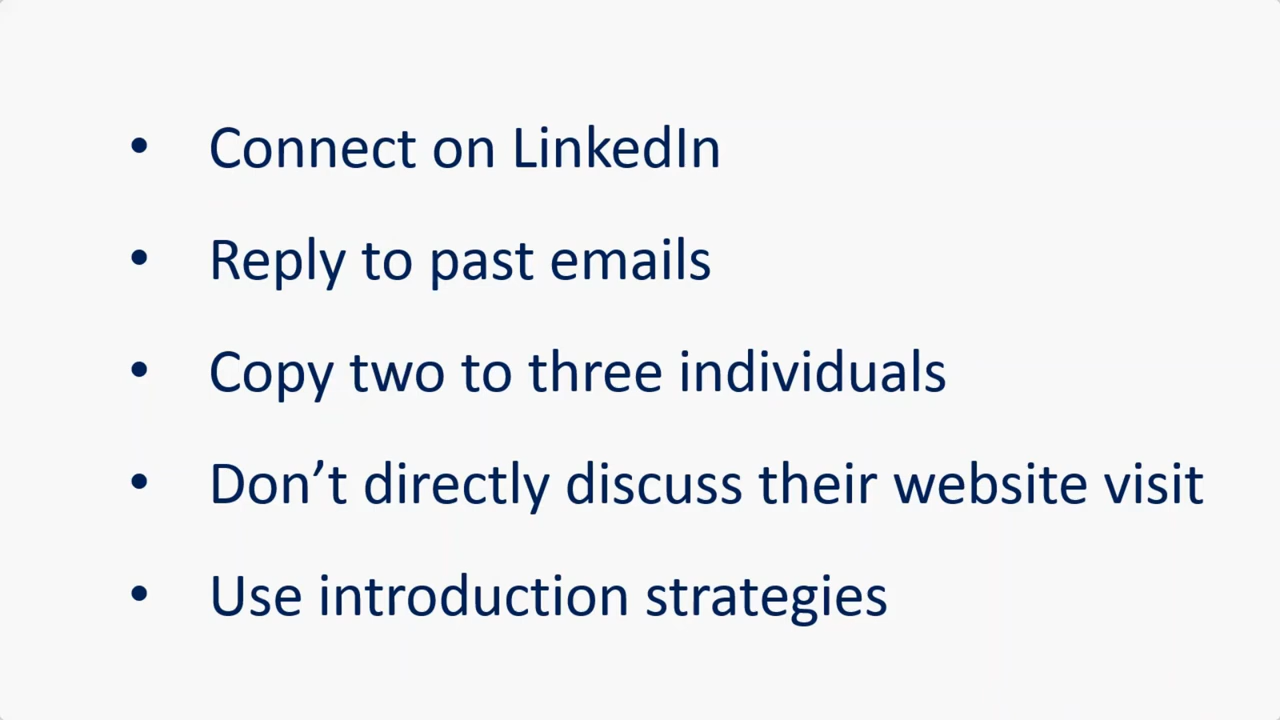 • Connect on LinkedIn
• Reply to past emails
• Copy two to three individuals
• Don’t directly discuss their website visit
• Use introduction strategies